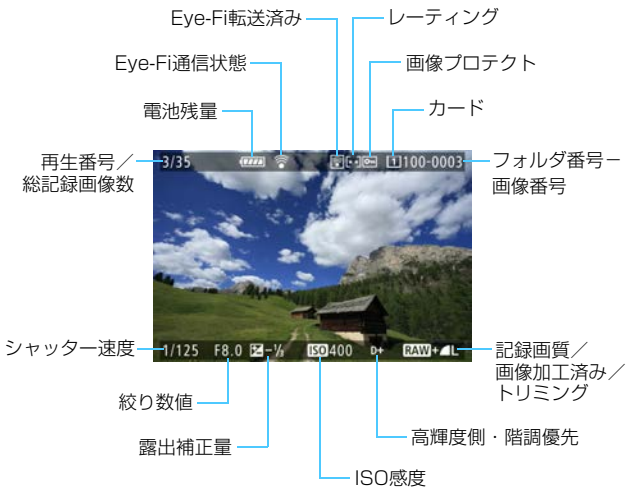 Eye-Fi転送済み
レーティング
Eye-Fi通信状態
画像プロテクト
電池残量
カード
再生番号／
総記録画像数
3/35
1 100-0003
フォルダ番号－
画像番号
シャッター速度
1/125 F8.0 -1/3 ISO 400 D+ RAW+L
記録画質／
画像加工済み／
トリミング
絞り数値
高輝度側・階調優先
露出補正量
ISO感度